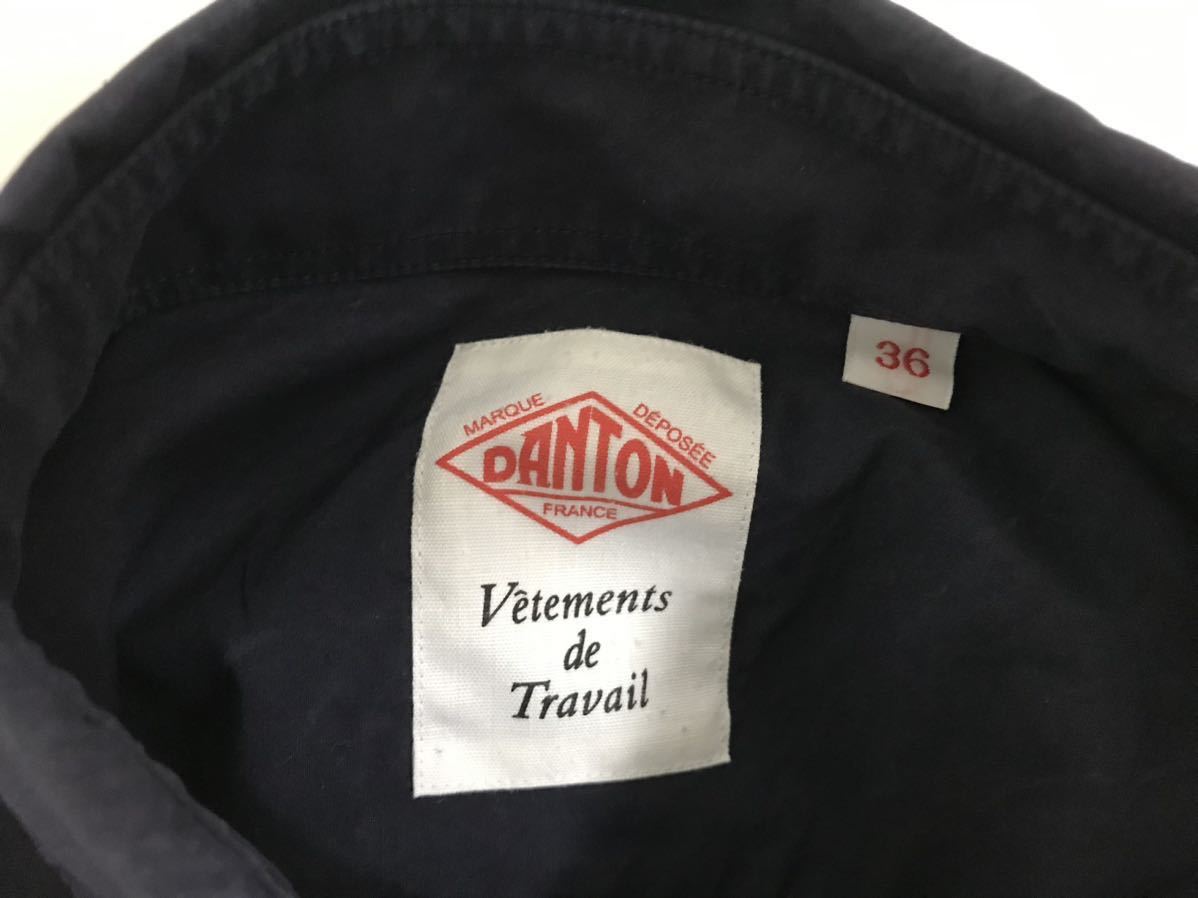 MARQUE DÉPOSÉE
DANTON
FRANCE
Vêtements
de
Travail
36